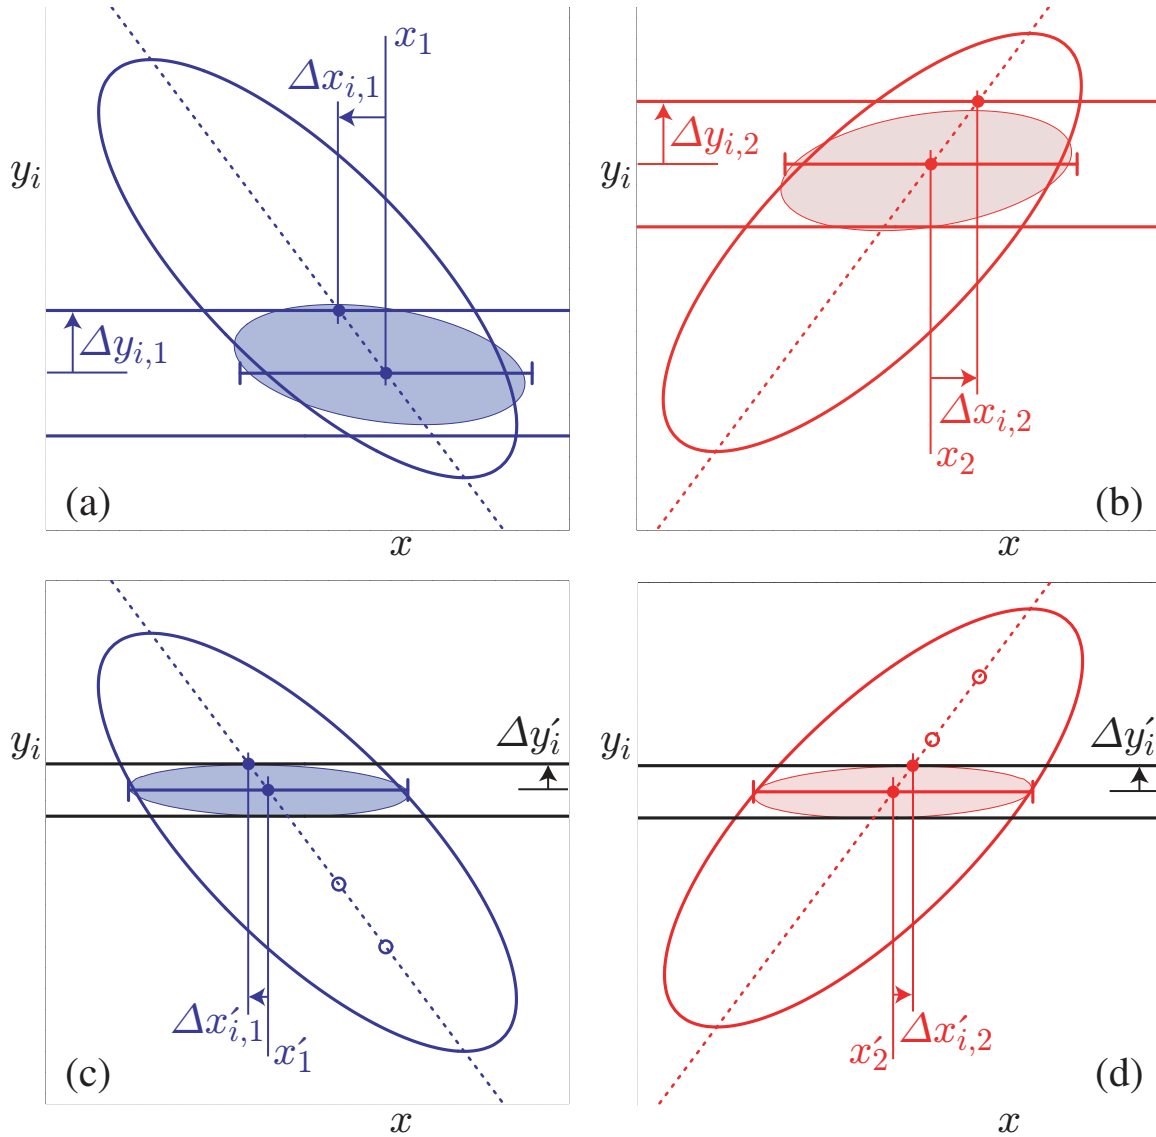 x₁
Δxᵢ,₁
yᵢ
Δyᵢ,₁
(a)
x
Δyᵢ,₂
yᵢ
Δxᵢ,₂
x₂
(b)
x
yᵢ
Δy′ᵢ
Δx′ᵢ,₁
x′₁
(c)
x
yᵢ
Δy′ᵢ
Δx′ᵢ,₂
x′₂
(d)
x